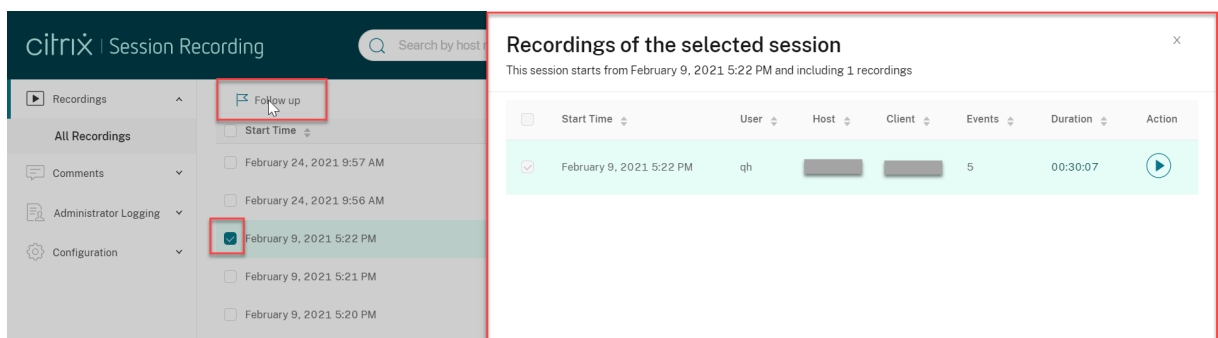 citrix | Session Recording
Search by host
Recordings
All Recordings
Comments
Administrator Logging
Configuration
Follow up
Start Time
February 24, 2021 9:57 AM
February 24, 2021 9:56 AM
February 9, 2021 5:22 PM
February 9, 2021 5:21 PM
February 9, 2021 5:20 PM
Recordings of the selected session
This session starts from February 9, 2021 5:22 PM and including 1 recordings
Start Time User Host Client Events Duration Action
February 9, 2021 5:22 PM qh 5 00:30:07